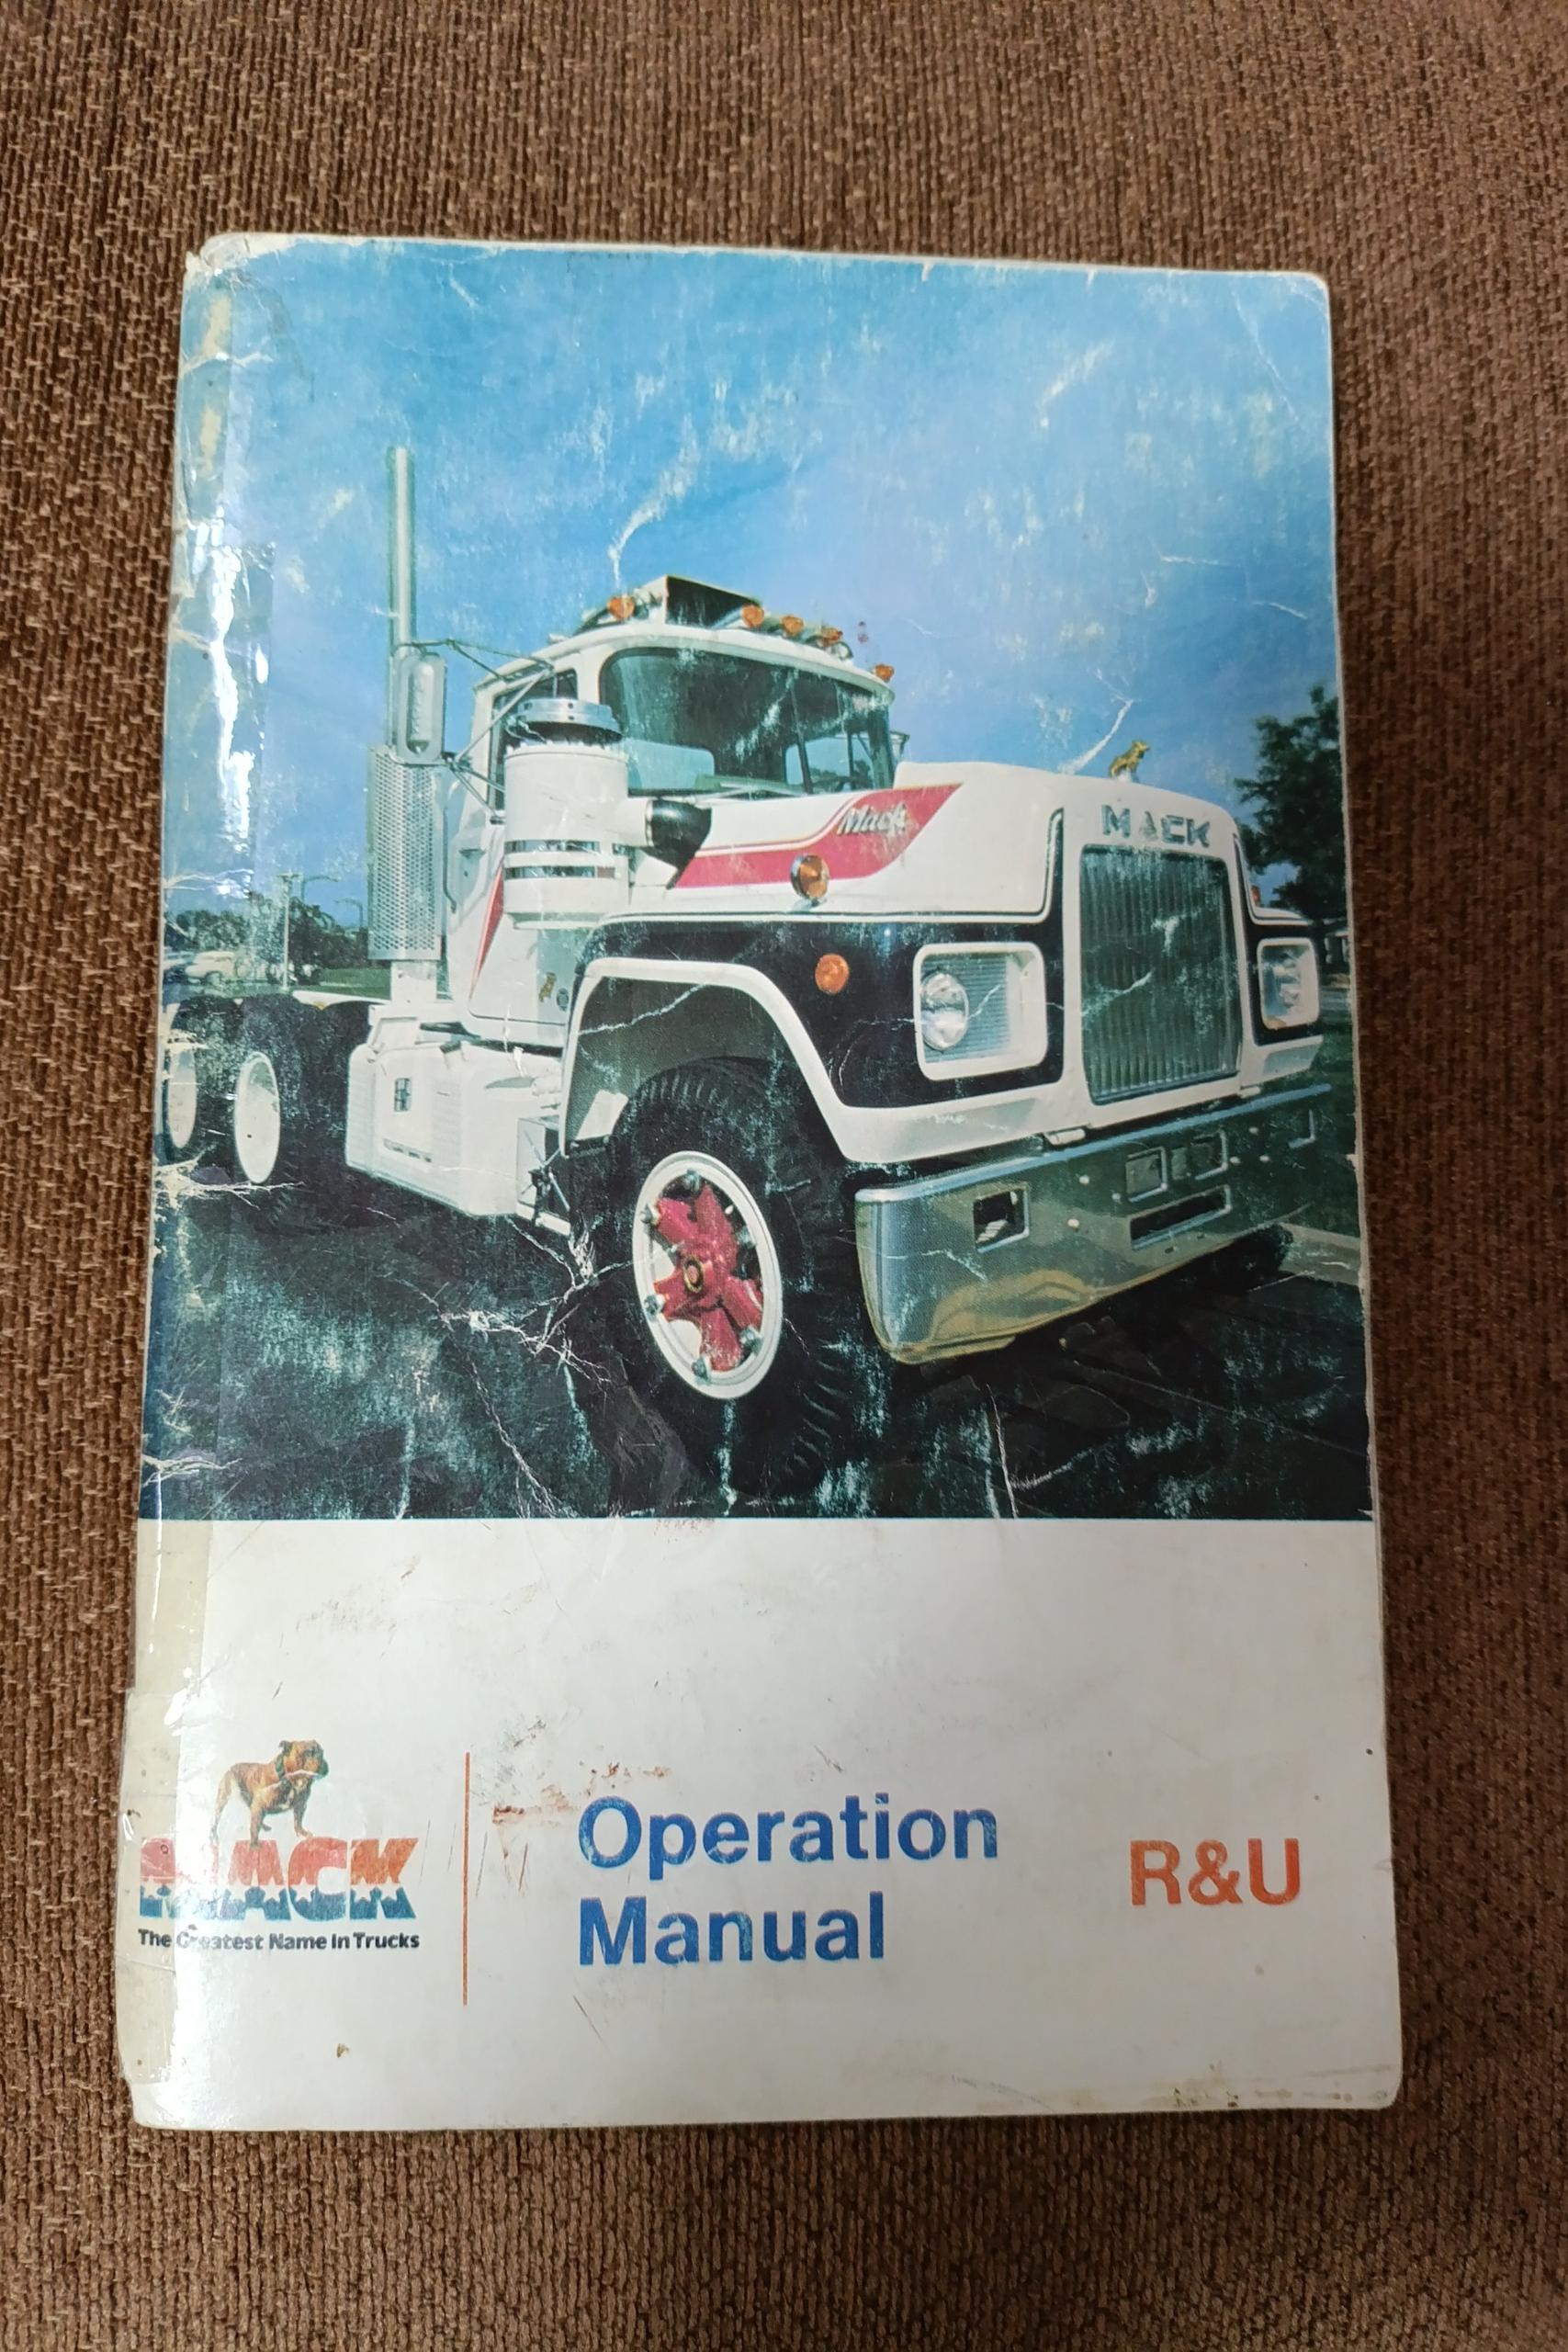 Mack
MACK
MACK
The Greatest Name In Trucks
Operation
Manual
R&U